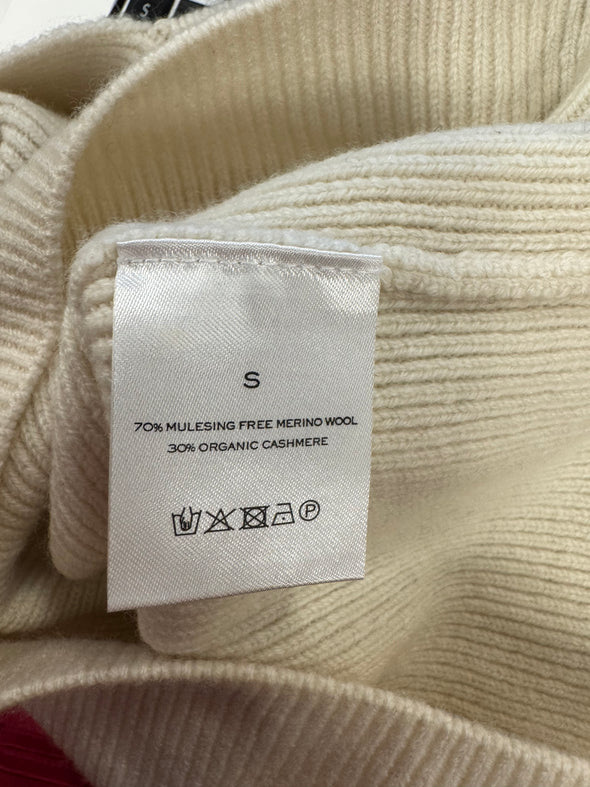 S
S
70% MULESING FREE MERINO WOOL
30% ORGANIC CASHMERE
P